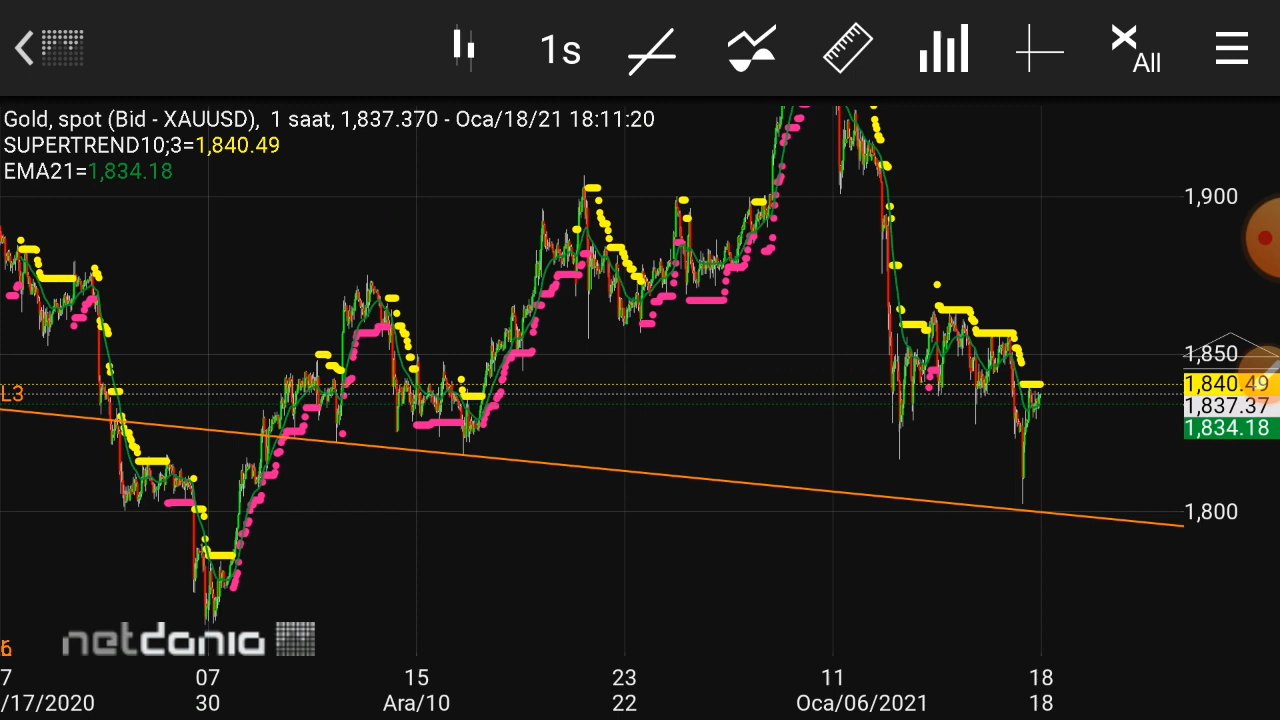 1s
All
Gold, spot (Bid - XAUUSD), 1 saat, 1,837.370 - Oca/18/21 18:11:20
SUPERTREND10;3=1,840.49
EMA21=1,834.18
1,900
1,850
L3
1,840.49
1,837.37
1,834.18
1,800
netdania
7 07 15 23 11 18
/17/2020 30 Ara/10 22 Oca/06/2021 18